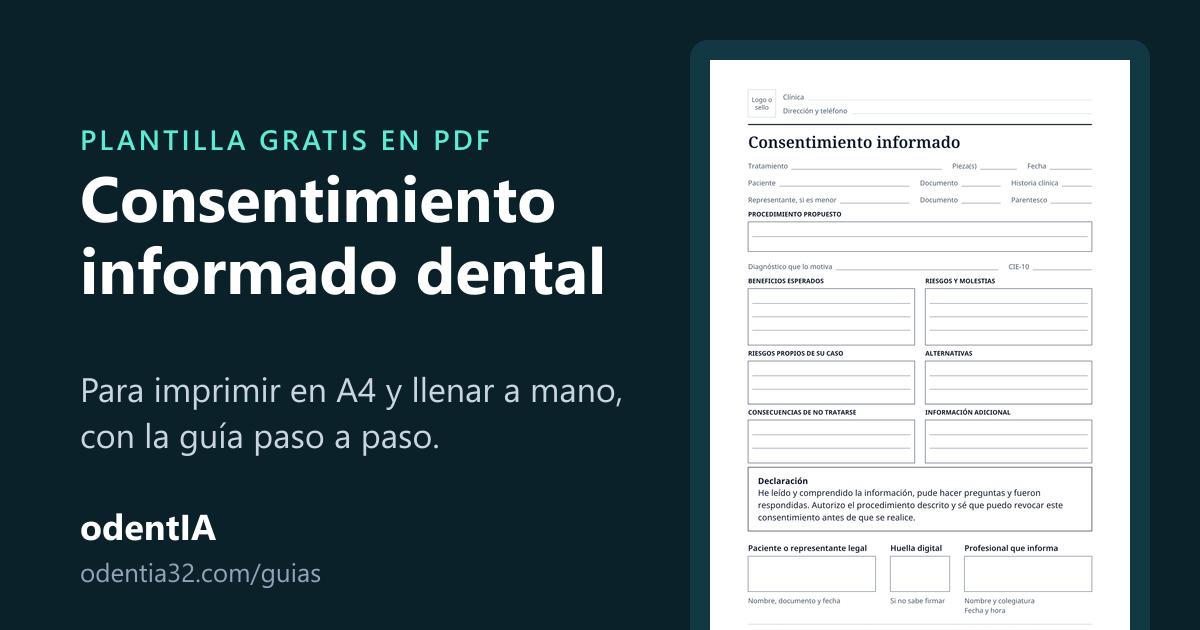 PLANTILLA GRATIS EN PDF
Consentimiento
informado dental
Para imprimir en A4 y llenar a mano,
con la guía paso a paso.
odentIA
odentia32.com/guias
Logo o
sello
Clínica
Dirección y teléfono
Consentimiento informado
Tratamiento Pieza(s) Fecha
Paciente Documento Historia clínica
Representante, si es menor Documento Parentesco
PROCEDIMIENTO PROPUESTO
Diagnóstico que lo motiva CIE-10
BENEFICIOS ESPERADOS RIESGOS Y MOLESTIAS
RIESGOS PROPIOS DE SU CASO ALTERNATIVAS
CONSECUENCIAS DE NO TRATARSE INFORMACIÓN ADICIONAL
Declaración
He leído y comprendido la información, pude hacer preguntas y fueron
respondidas. Autorizo el procedimiento descrito y sé que puedo revocar este
consentimiento antes de que se realice.
Paciente o representante legal Huella digital Profesional que informa
Nombre, documento y fecha Si no sabe firmar Nombre y colegiatura
Fecha y hora